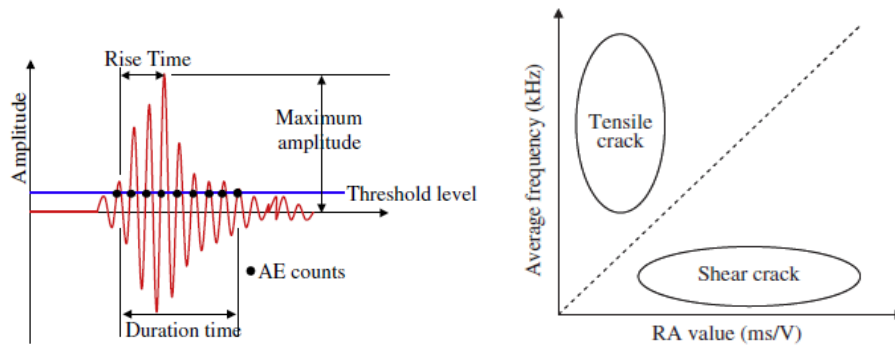 Rise Time
Amplitude
Maximum
amplitude
Threshold level
AE counts
Duration time
Average frequency (kHz)
Tensile
crack
Shear crack
RA value (ms/V)